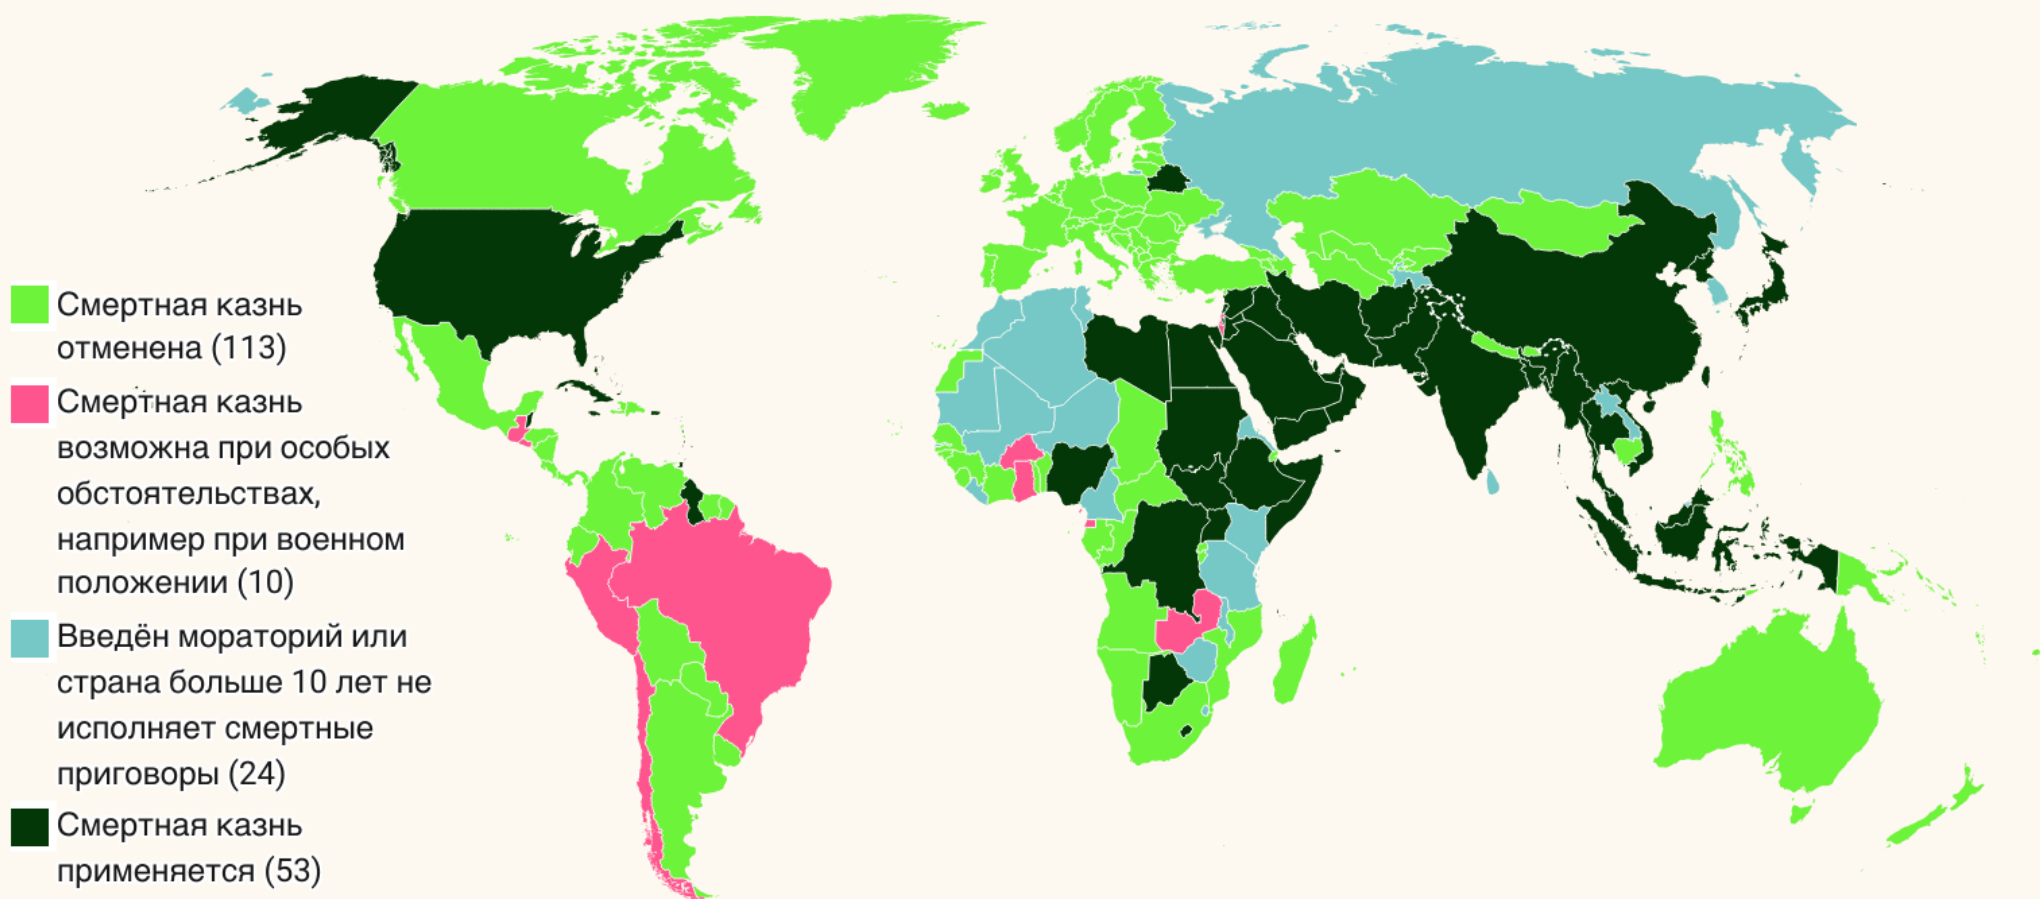 Смертная казнь
отменена (113)
Смертная казнь
возможна при особых
обстоятельствах,
например при военном
положении (10)
Введён мораторий или
страна больше 10 лет не
исполняет смертные
приговоры (24)
Смертная казнь
применяется (53)